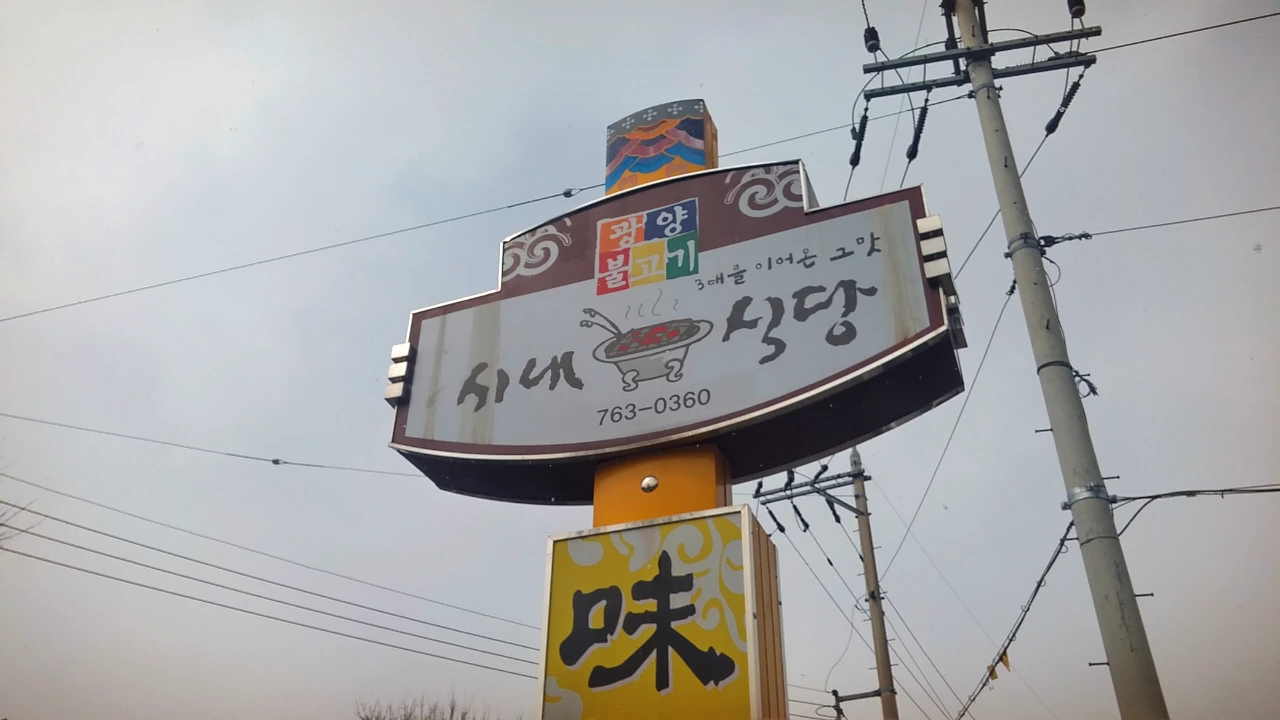 광양
불고기
3대를 이어온 그 맛
시내 식당
763-0360
味